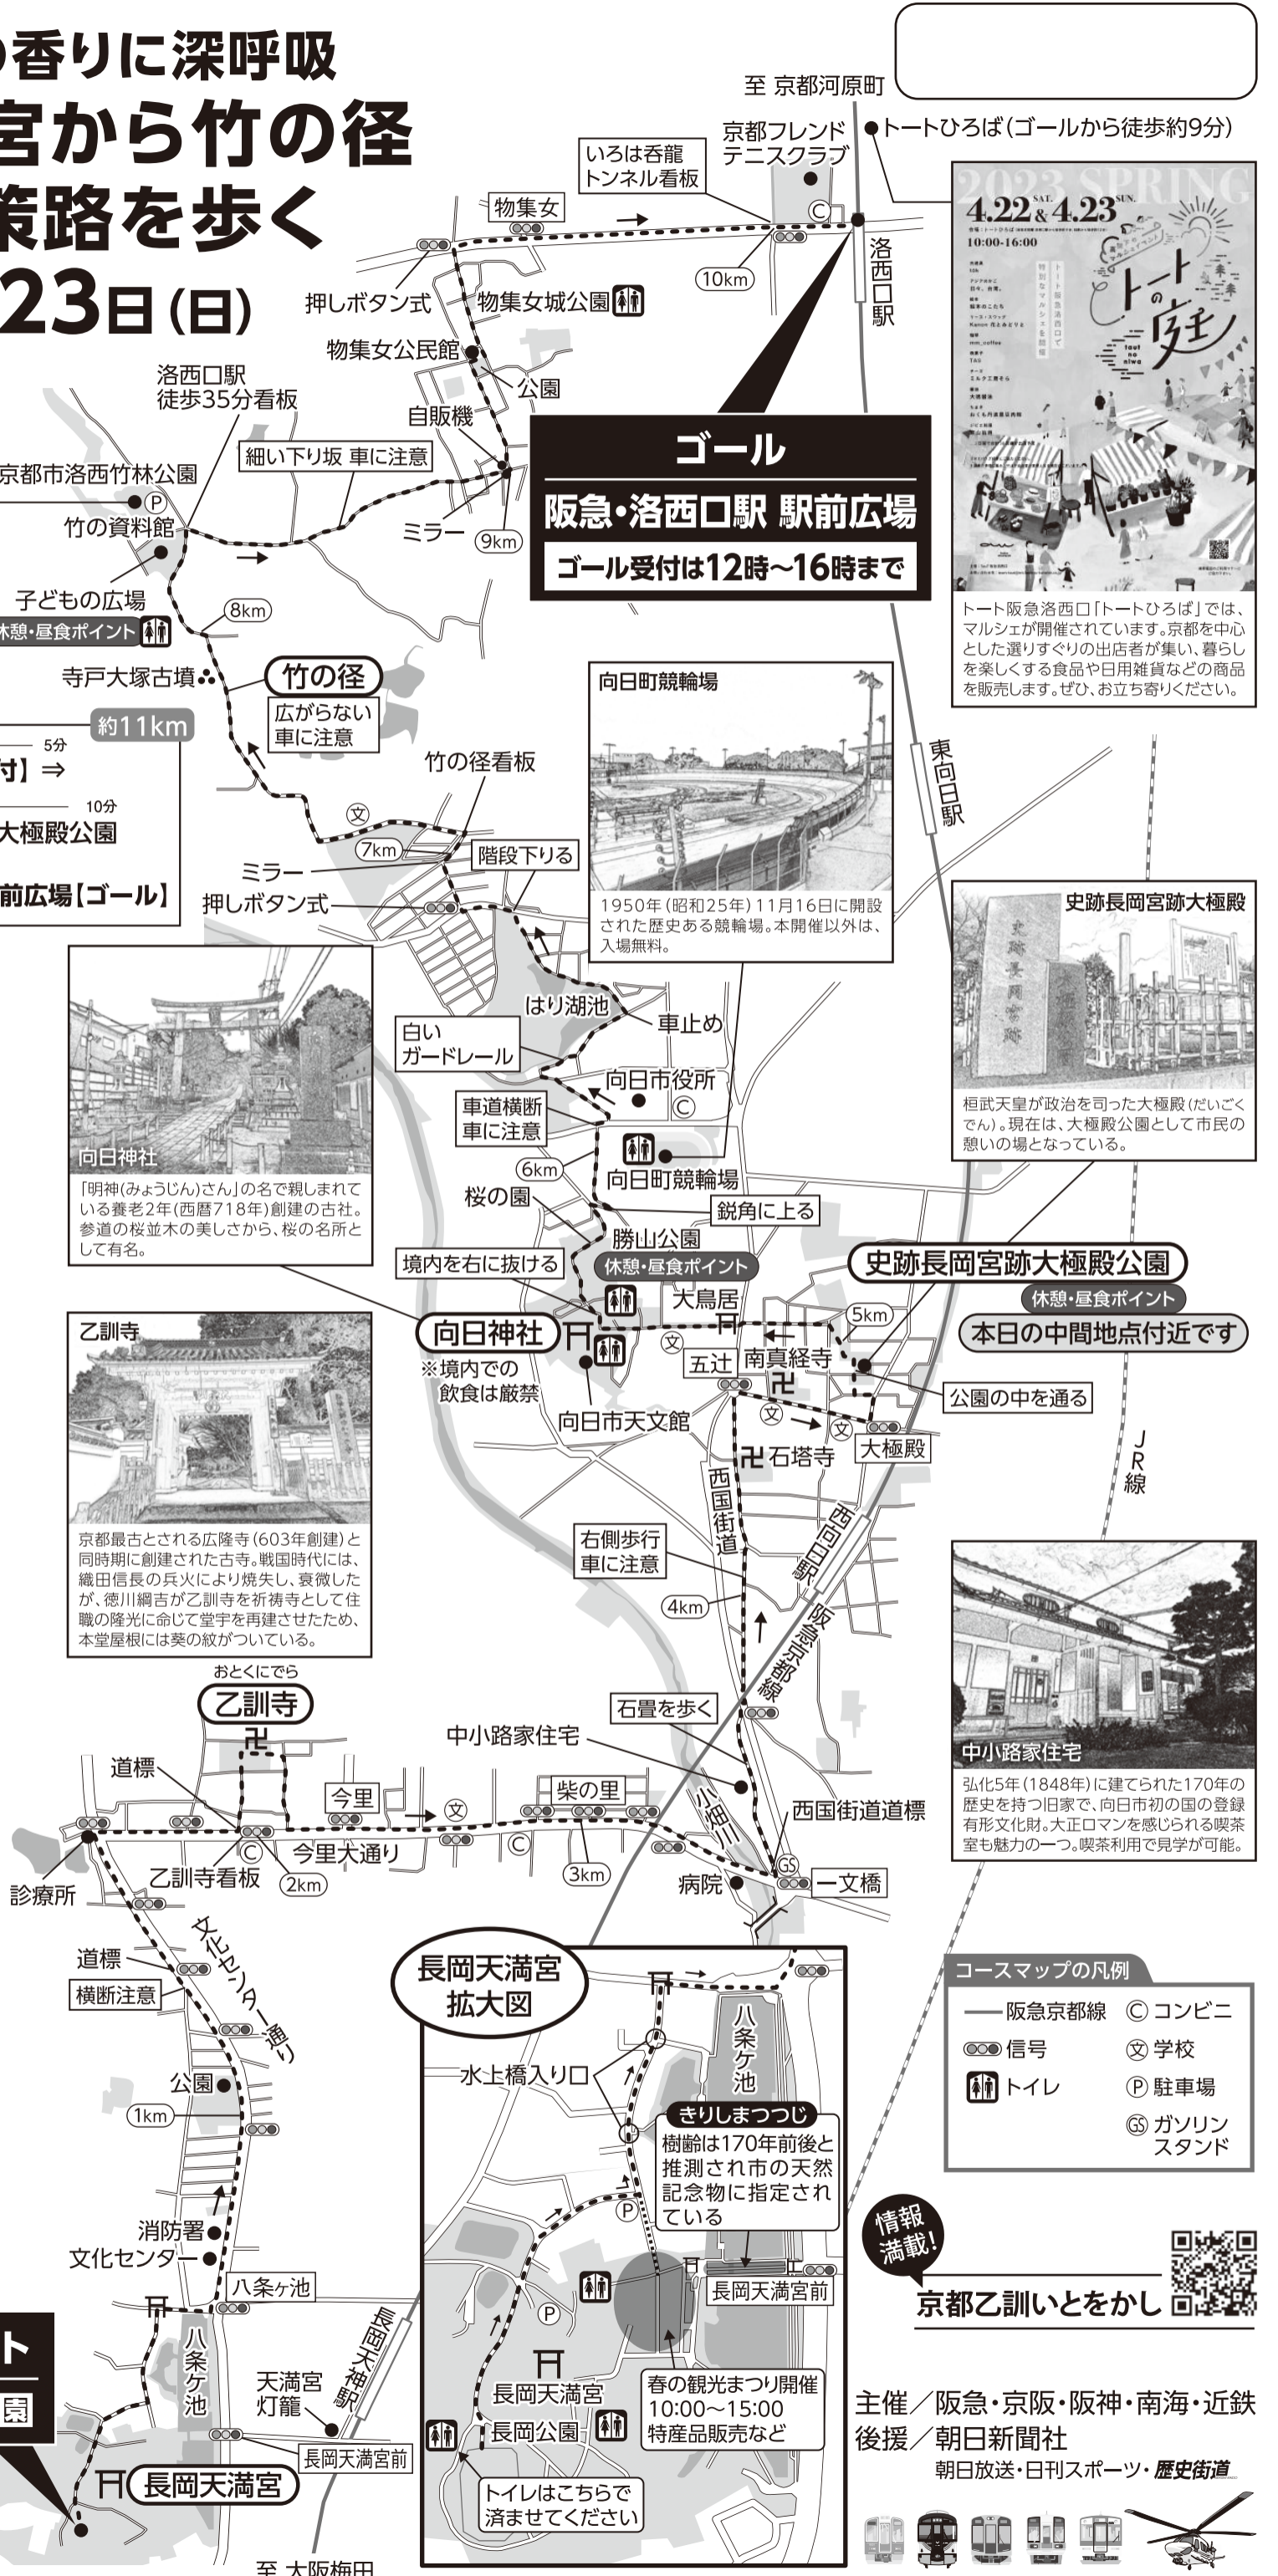 の香りに深呼吸
宮から竹の径
策路を歩く
23日(日)
至 京都河原町
トートひろば(ゴールから徒歩約9分)
京都フレンド
テニスクラブ
いろは呑龍
トンネル看板
物集女
C
10km
洛西口駅
押しボタン式
物集女城公園
物集女公民館
公園
自販機
洛西口駅
徒歩35分看板
細い下り坂 車に注意
京都市洛西竹林公園
P
竹の資料館
ミラー
9km
子どもの広場
休憩・昼食ポイント
8km
寺戸大塚古墳
竹の径
広がらない
車に注意
約11km
5分
付】⇒
10分
大極殿公園
前広場【ゴール】
ゴール
阪急・洛西口駅 駅前広場
ゴール受付は12時〜16時まで
2023 SPRING
4.22 SAT. & 4.23 SUN.
10:00-16:00
トート阪急洛西口で
特別なマルシェを開催
トートの庭
taut
no
niwa
トート阪急洛西口「トートひろば」では、
マルシェが開催されています。京都を中心
とした選りすぐりの出店者が集い、暮らし
を楽しくする食品や日用雑貨などの商品
を販売します。ぜひ、お立ち寄りください。
向日町競輪場
1950年(昭和25年)11月16日に開設
された歴史ある競輪場。本開催以外は、
入場無料。
東向日駅
竹の径看板
文
7km
階段下りる
ミラー
押しボタン式
史跡長岡宮跡大極殿
史跡長岡宮跡
桓武天皇が政治を司った大極殿(だいごく
でん)。現在は、大極殿公園として市民の
憩いの場となっている。
向日神社
「明神(みょうじん)さん」の名で親しまれて
いる養老2年(西暦718年)創建の古社。
参道の桜並木の美しさから、桜の名所と
して有名。
はり湖池
車止め
白い
ガードレール
向日市役所
C
車道横断
車に注意
6km
向日町競輪場
桜の園
鋭角に上る
勝山公園
休憩・昼食ポイント
境内を右に抜ける
大鳥居
史跡長岡宮跡大極殿公園
休憩・昼食ポイント
本日の中間地点付近です
5km
向日神社
※境内での
飲食は厳禁
文
五辻
南真経寺
公園の中を通る
向日市天文館
文
文
大極殿
石塔寺
西国街道
JR線
乙訓寺
京都最古とされる広隆寺(603年創建)と
同時期に創建された古寺。戦国時代には、
織田信長の兵火により焼失し、衰微した
が、徳川綱吉が乙訓寺を祈祷寺として住
職の隆光に命じて堂宇を再建させたため、
本堂屋根には葵の紋がついている。
右側歩行
車に注意
西向日駅
4km
阪急京都線
石畳を歩く
中小路家住宅
中小路家住宅
弘化5年(1848年)に建てられた170年の
歴史を持つ旧家で、向日市初の国の登録
有形文化財。大正ロマンを感じられる喫茶
室も魅力の一つ。喫茶利用で見学が可能。
おとくにでら
乙訓寺
道標
今里
文
柴の里
小畑川
西国街道道標
今里大通り
C
C
乙訓寺看板
2km
3km
GS
診療所
病院
一文橋
文化センター通り
道標
横断注意
公園
1km
消防署
文化センター
八条ヶ池
八条ケ池
天満宮
灯籠
長岡天神駅
長岡天満宮前
長岡天満宮
至 大阪梅田
ト
園
長岡天満宮
拡大図
八条ケ池
水上橋入り口
きりしまつつじ
樹齢は170年前後と
推測され市の天然
記念物に指定され
ている
P
長岡天満宮前
P
長岡天満宮
春の観光まつり開催
10:00〜15:00
特産品販売など
長岡公園
トイレはこちらで
済ませてください
コースマップの凡例
阪急京都線
C コンビニ
信号
文 学校
トイレ
P 駐車場
GS ガソリン
スタンド
情報
満載!
京都乙訓いとをかし
主催／阪急・京阪・阪神・南海・近鉄
後援／朝日新聞社
朝日放送・日刊スポーツ・歴史街道